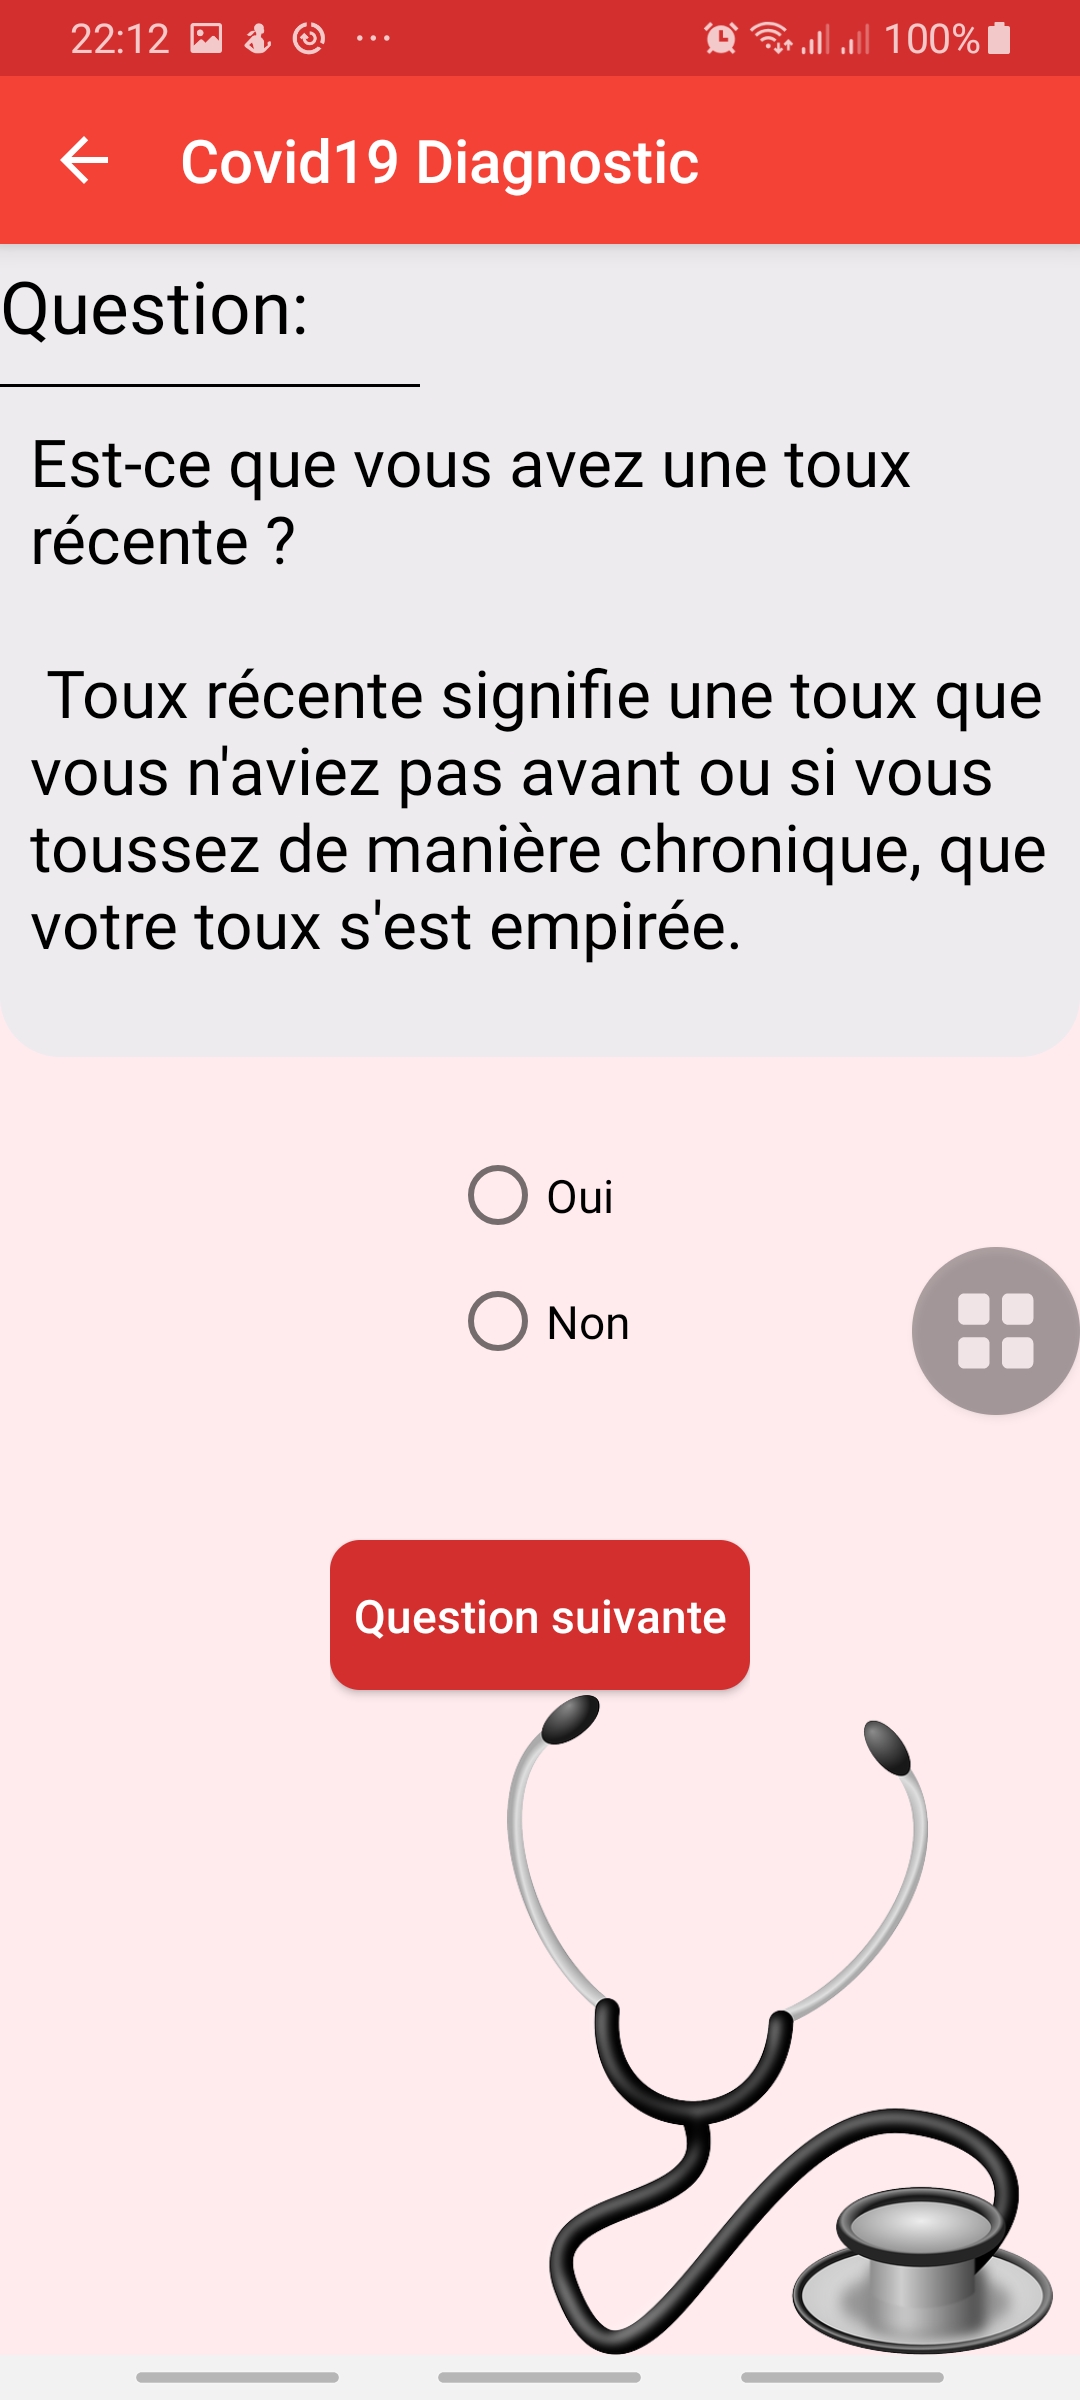 22:12
100%
Covid19 Diagnostic
Question:
Est-ce que vous avez une toux
récente ?
Toux récente signifie une toux que
vous n'aviez pas avant ou si vous
toussez de manière chronique, que
votre toux s'est empirée.
Oui
Non
Question suivante